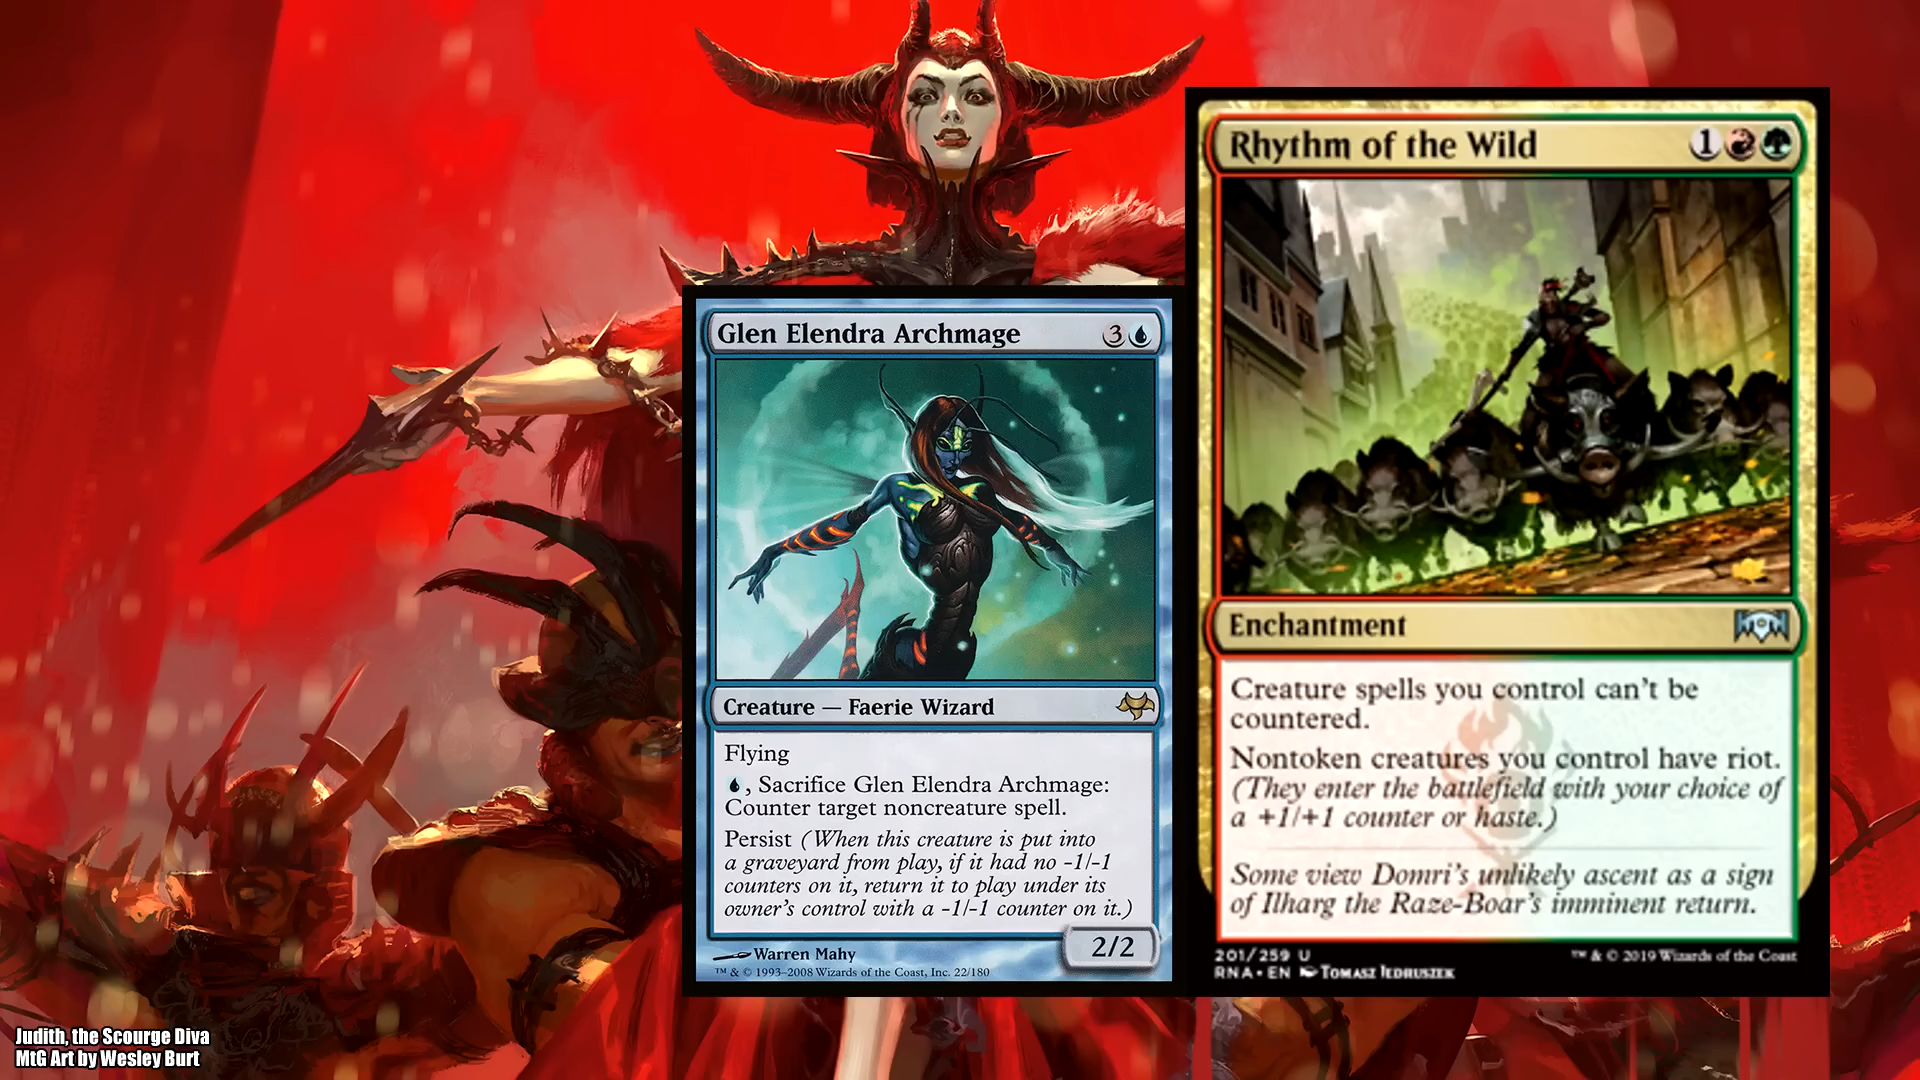 Glen Elendra Archmage 3
Creature — Faerie Wizard
Flying
, Sacrifice Glen Elendra Archmage:
Counter target noncreature spell.
Persist (When this creature is put into
a graveyard from play, if it had no -1/-1
counters on it, return it to play under its
owner's control with a -1/-1 counter on it.)
2/2
Warren Mahy
™ & © 1993–2008 Wizards of the Coast, Inc. 22/180
Rhythm of the Wild 1
Enchantment
Creature spells you control can't be
countered.
Nontoken creatures you control have riot.
(They enter the battlefield with your choice of
a +1/+1 counter or haste.)
Some view Domri's unlikely ascent as a sign
of Ilharg the Raze-Boar's imminent return.
201/259 U
RNA • EN Tomasz Jedruszek
™ & © 2019 Wizards of the Coast
Judith, the Scourge Diva
MtG Art by Wesley Burt